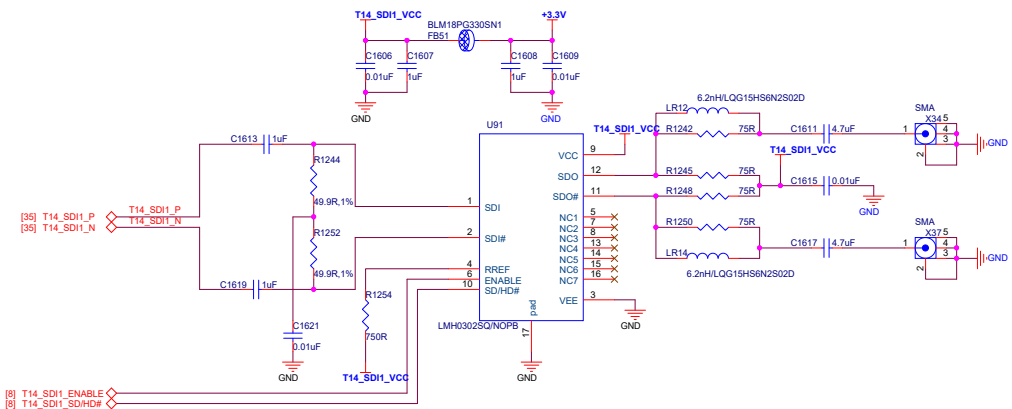 T14_SDI1_VCC
BLM18PG330SN1
FB51
+3.3V
C1606
0.01uF
C1607
1uF
C1608
1uF
C1609
0.01uF
GND
GND
6.2nH/LQG15HS6N2S02D
LR12
R1242
75R
C1611
4.7uF
SMA
X34
1
5
4
3
2
GND
U91
T14_SDI1_VCC
T14_SDI1_VCC
C1613
1uF
R1244
49.9R,1%
[35] T14_SDI1_P
T14_SDI1_P
[35] T14_SDI1_N
T14_SDI1_N
R1252
49.9R,1%
C1619
1uF
C1621
0.01uF
GND
1
SDI
2
SDI#
4
RREF
6
ENABLE
10
SD/HD#
VCC
9
SDO
12
SDO#
11
NC1
5
NC2
7
NC3
8
NC4
13
NC5
14
NC6
15
NC7
16
VEE
3
pad
17
LMH0302SQ/NOPB
GND
GND
R1254
750R
T14_SDI1_VCC
R1245
75R
R1248
75R
C1615
0.01uF
GND
R1250
75R
LR14
6.2nH/LQG15HS6N2S02D
C1617
4.7uF
SMA
X37
1
5
4
3
2
GND
[8] T14_SDI1_ENABLE
[8] T14_SDI1_SD/HD#